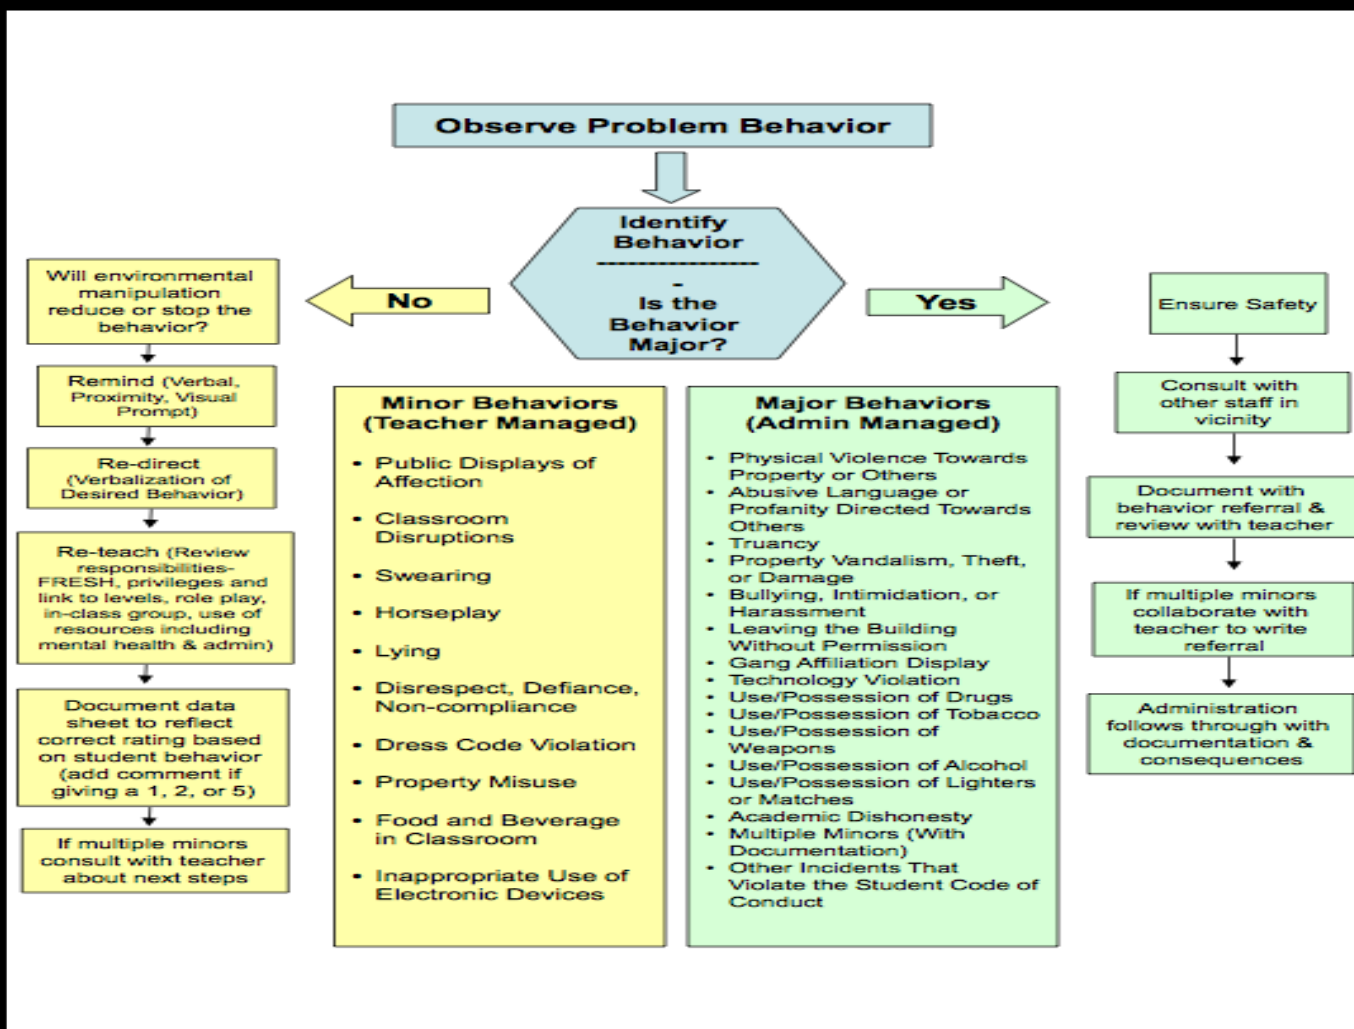 Observe Problem Behavior
Identify
Behavior
----------------
-
Is the
Behavior
Major?
No
Yes
Will environmental
manipulation
reduce or stop the
behavior?
Remind (Verbal,
Proximity, Visual
Prompt)
Re-direct
(Verbalization of
Desired Behavior)
Re-teach (Review
responsibilities-
FRESH, privileges and
link to levels, role play,
in-class group, use of
resources including
mental health & admin)
Document data
sheet to reflect
correct rating based
on student behavior
(add comment if
giving a 1, 2, or 5)
If multiple minors
consult with teacher
about next steps
Minor Behaviors
(Teacher Managed)
• Public Displays of
Affection
• Classroom
Disruptions
• Swearing
• Horseplay
• Lying
• Disrespect, Defiance,
Non-compliance
• Dress Code Violation
• Property Misuse
• Food and Beverage
in Classroom
• Inappropriate Use of
Electronic Devices
Major Behaviors
(Admin Managed)
• Physical Violence Towards
Property or Others
• Abusive Language or
Profanity Directed Towards
Others
• Truancy
• Property Vandalism, Theft,
or Damage
• Bullying, Intimidation, or
Harassment
• Leaving the Building
Without Permission
• Gang Affiliation Display
• Technology Violation
• Use/Possession of Drugs
• Use/Possession of Tobacco
• Use/Possession of
Weapons
• Use/Possession of Alcohol
• Use/Possession of Lighters
or Matches
• Academic Dishonesty
• Multiple Minors (With
Documentation)
• Other Incidents That
Violate the Student Code of
Conduct
Ensure Safety
Consult with
other staff in
vicinity
Document with
behavior referral &
review with teacher
If multiple minors
collaborate with
teacher to write
referral
Administration
follows through with
documentation &
consequences